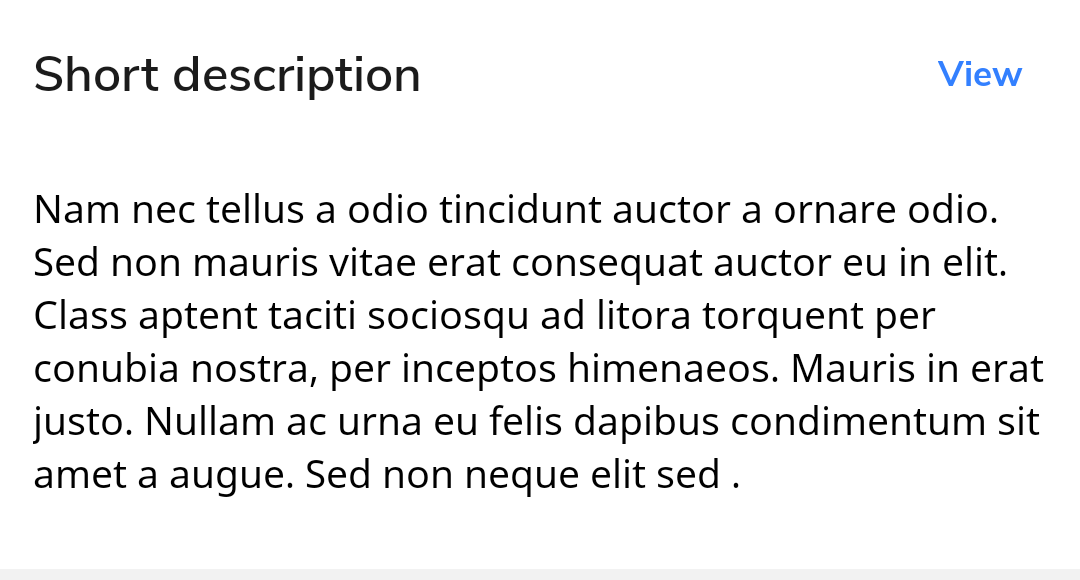 Short description
View
Nam nec tellus a odio tincidunt auctor a ornare odio.
Sed non mauris vitae erat consequat auctor eu in elit.
Class aptent taciti sociosqu ad litora torquent per
conubia nostra, per inceptos himenaeos. Mauris in erat
justo. Nullam ac urna eu felis dapibus condimentum sit
amet a augue. Sed non neque elit sed .